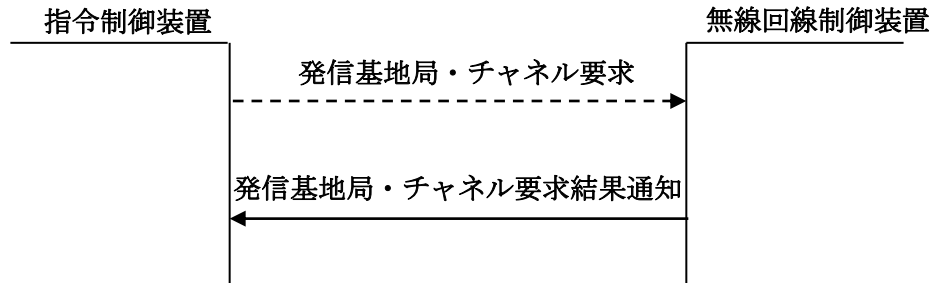 指令制御装置
無線回線制御装置
発信基地局・チャネル要求
発信基地局・チャネル要求結果通知